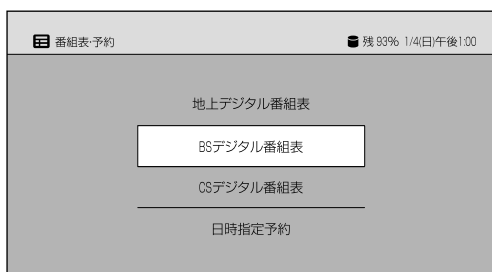 番組表・予約
残93% 1/4(日)午後1:00
地上デジタル番組表
BSデジタル番組表
CSデジタル番組表
日時指定予約